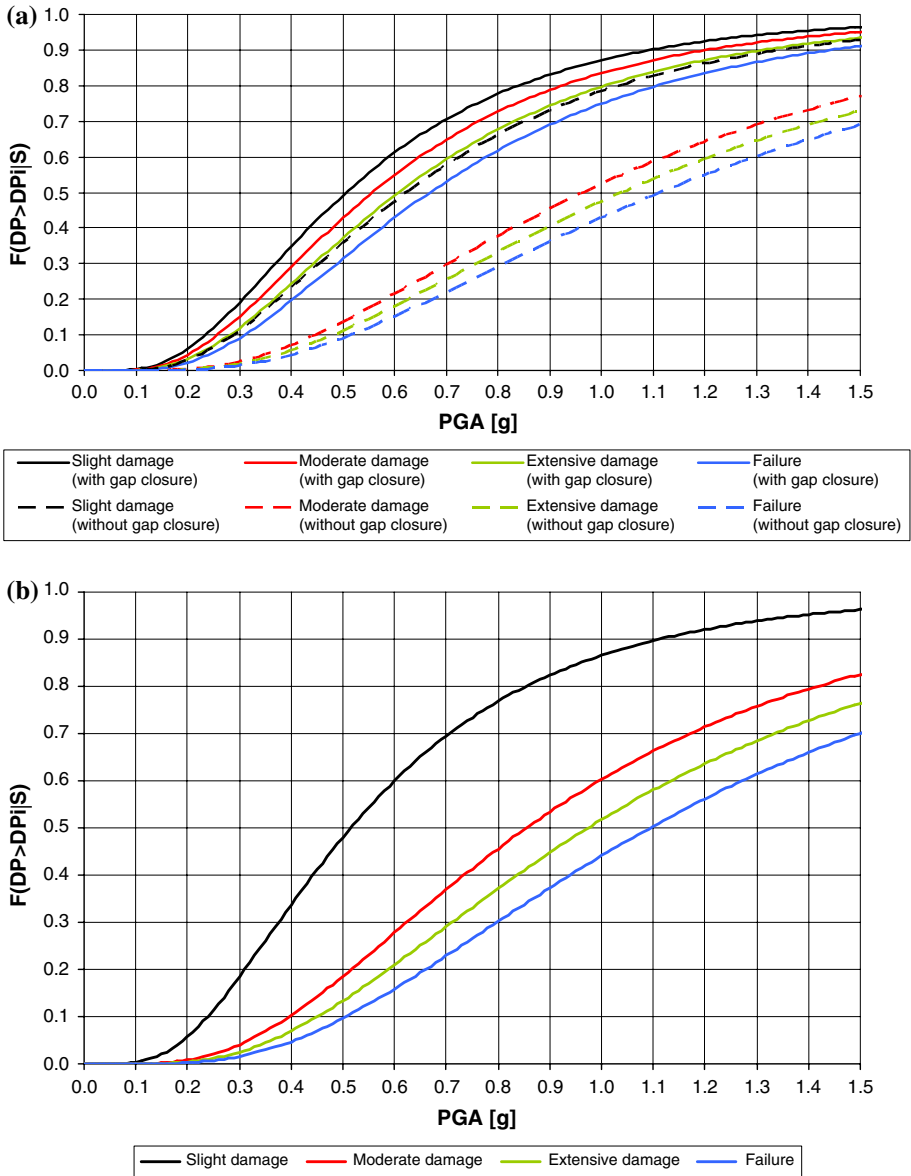 (a)
1.0
0.9
0.8
0.7
0.6
0.5
0.4
0.3
0.2
0.1
0.0
F(DP>DPi|S)
0.0 0.1 0.2 0.3 0.4 0.5 0.6 0.7 0.8 0.9 1.0 1.1 1.2 1.3 1.4 1.5
PGA [g]
Slight damage (with gap closure)
Moderate damage (with gap closure)
Extensive damage (with gap closure)
Failure (with gap closure)
Slight damage (without gap closure)
Moderate damage (without gap closure)
Extensive damage (without gap closure)
Failure (without gap closure)
(b)
1.0
0.9
0.8
0.7
0.6
0.5
0.4
0.3
0.2
0.1
0.0
F(DP>DPi|S)
0.0 0.1 0.2 0.3 0.4 0.5 0.6 0.7 0.8 0.9 1.0 1.1 1.2 1.3 1.4 1.5
PGA [g]
Slight damage Moderate damage Extensive damage Failure